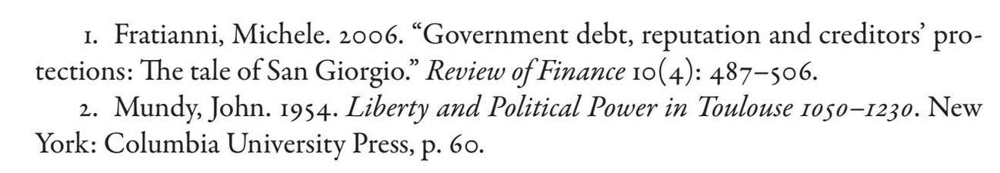 1. Fratianni, Michele. 2006. “Government debt, reputation and creditors’ pro-
tections: The tale of San Giorgio.” Review of Finance 10(4): 487–506.
2. Mundy, John. 1954. Liberty and Political Power in Toulouse 1050–1230. New
York: Columbia University Press, p. 60.